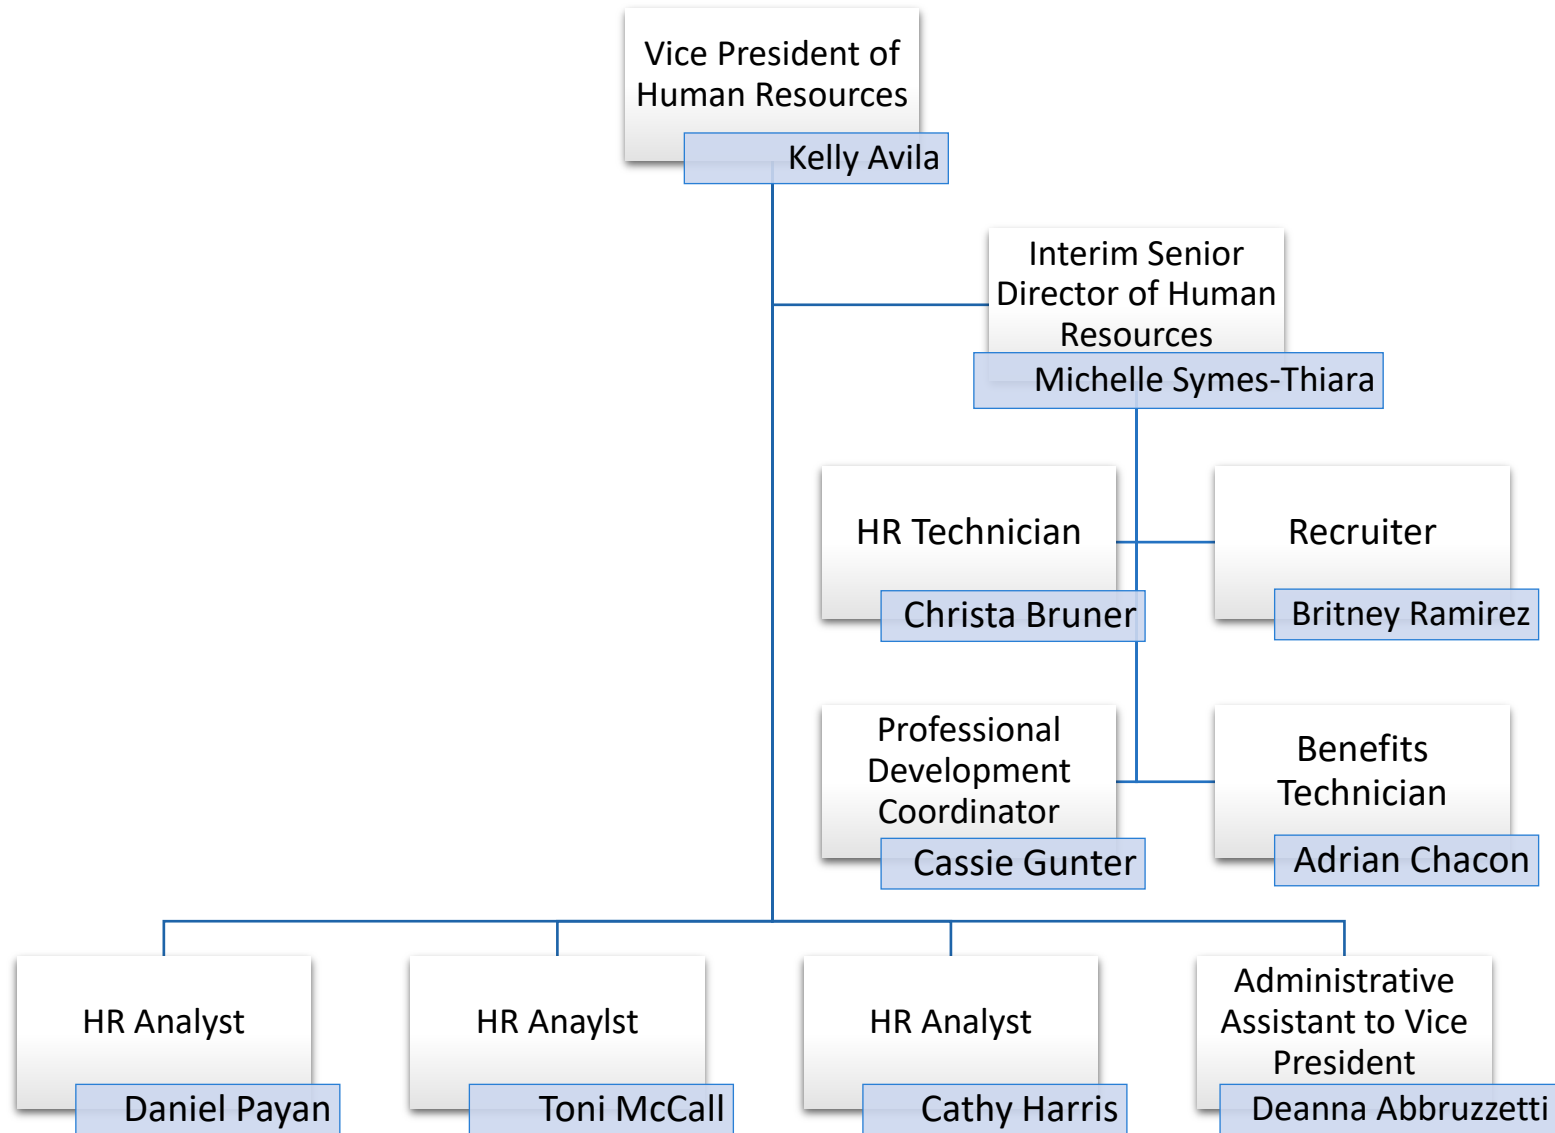 Vice President of
Human Resources
Kelly Avila
Interim Senior
Director of Human
Resources
Michelle Symes-Thiara
HR Technician
Christa Bruner
Recruiter
Britney Ramirez
Professional
Development
Coordinator
Cassie Gunter
Benefits
Technician
Adrian Chacon
HR Analyst
Daniel Payan
HR Anaylst
Toni McCall
HR Analyst
Cathy Harris
Administrative
Assistant to Vice
President
Deanna Abbruzzetti